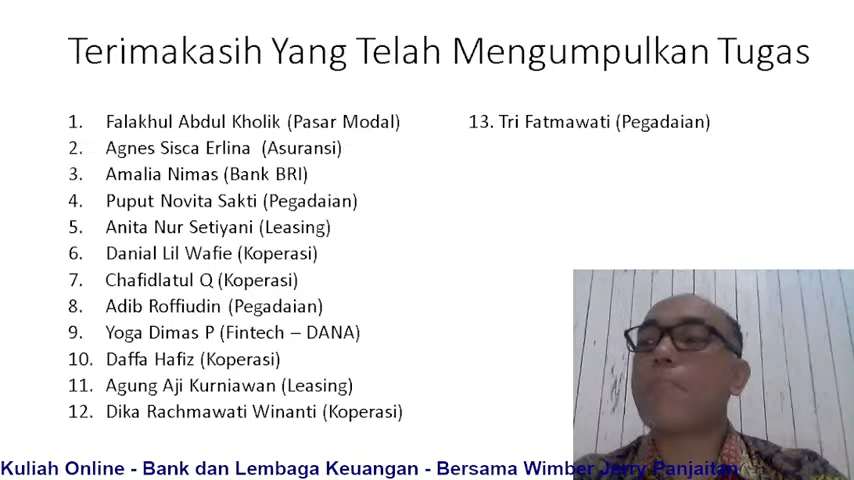 Terimakasih Yang Telah Mengumpulkan Tugas
1. Falakhul Abdul Kholik (Pasar Modal)
2. Agnes Sisca Erlina (Asuransi)
3. Amalia Nimas (Bank BRI)
4. Puput Novita Sakti (Pegadaian)
5. Anita Nur Setiyani (Leasing)
6. Danial Lil Wafie (Koperasi)
7. Chafidlatul Q (Koperasi)
8. Adib Roffiudin (Pegadaian)
9. Yoga Dimas P (Fintech – DANA)
10. Daffa Hafiz (Koperasi)
11. Agung Aji Kurniawan (Leasing)
12. Dika Rachmawati Winanti (Koperasi)
13. Tri Fatmawati (Pegadaian)
Kuliah Online - Bank dan Lembaga Keuangan - Bersama Wimber Jerry Panjaitan